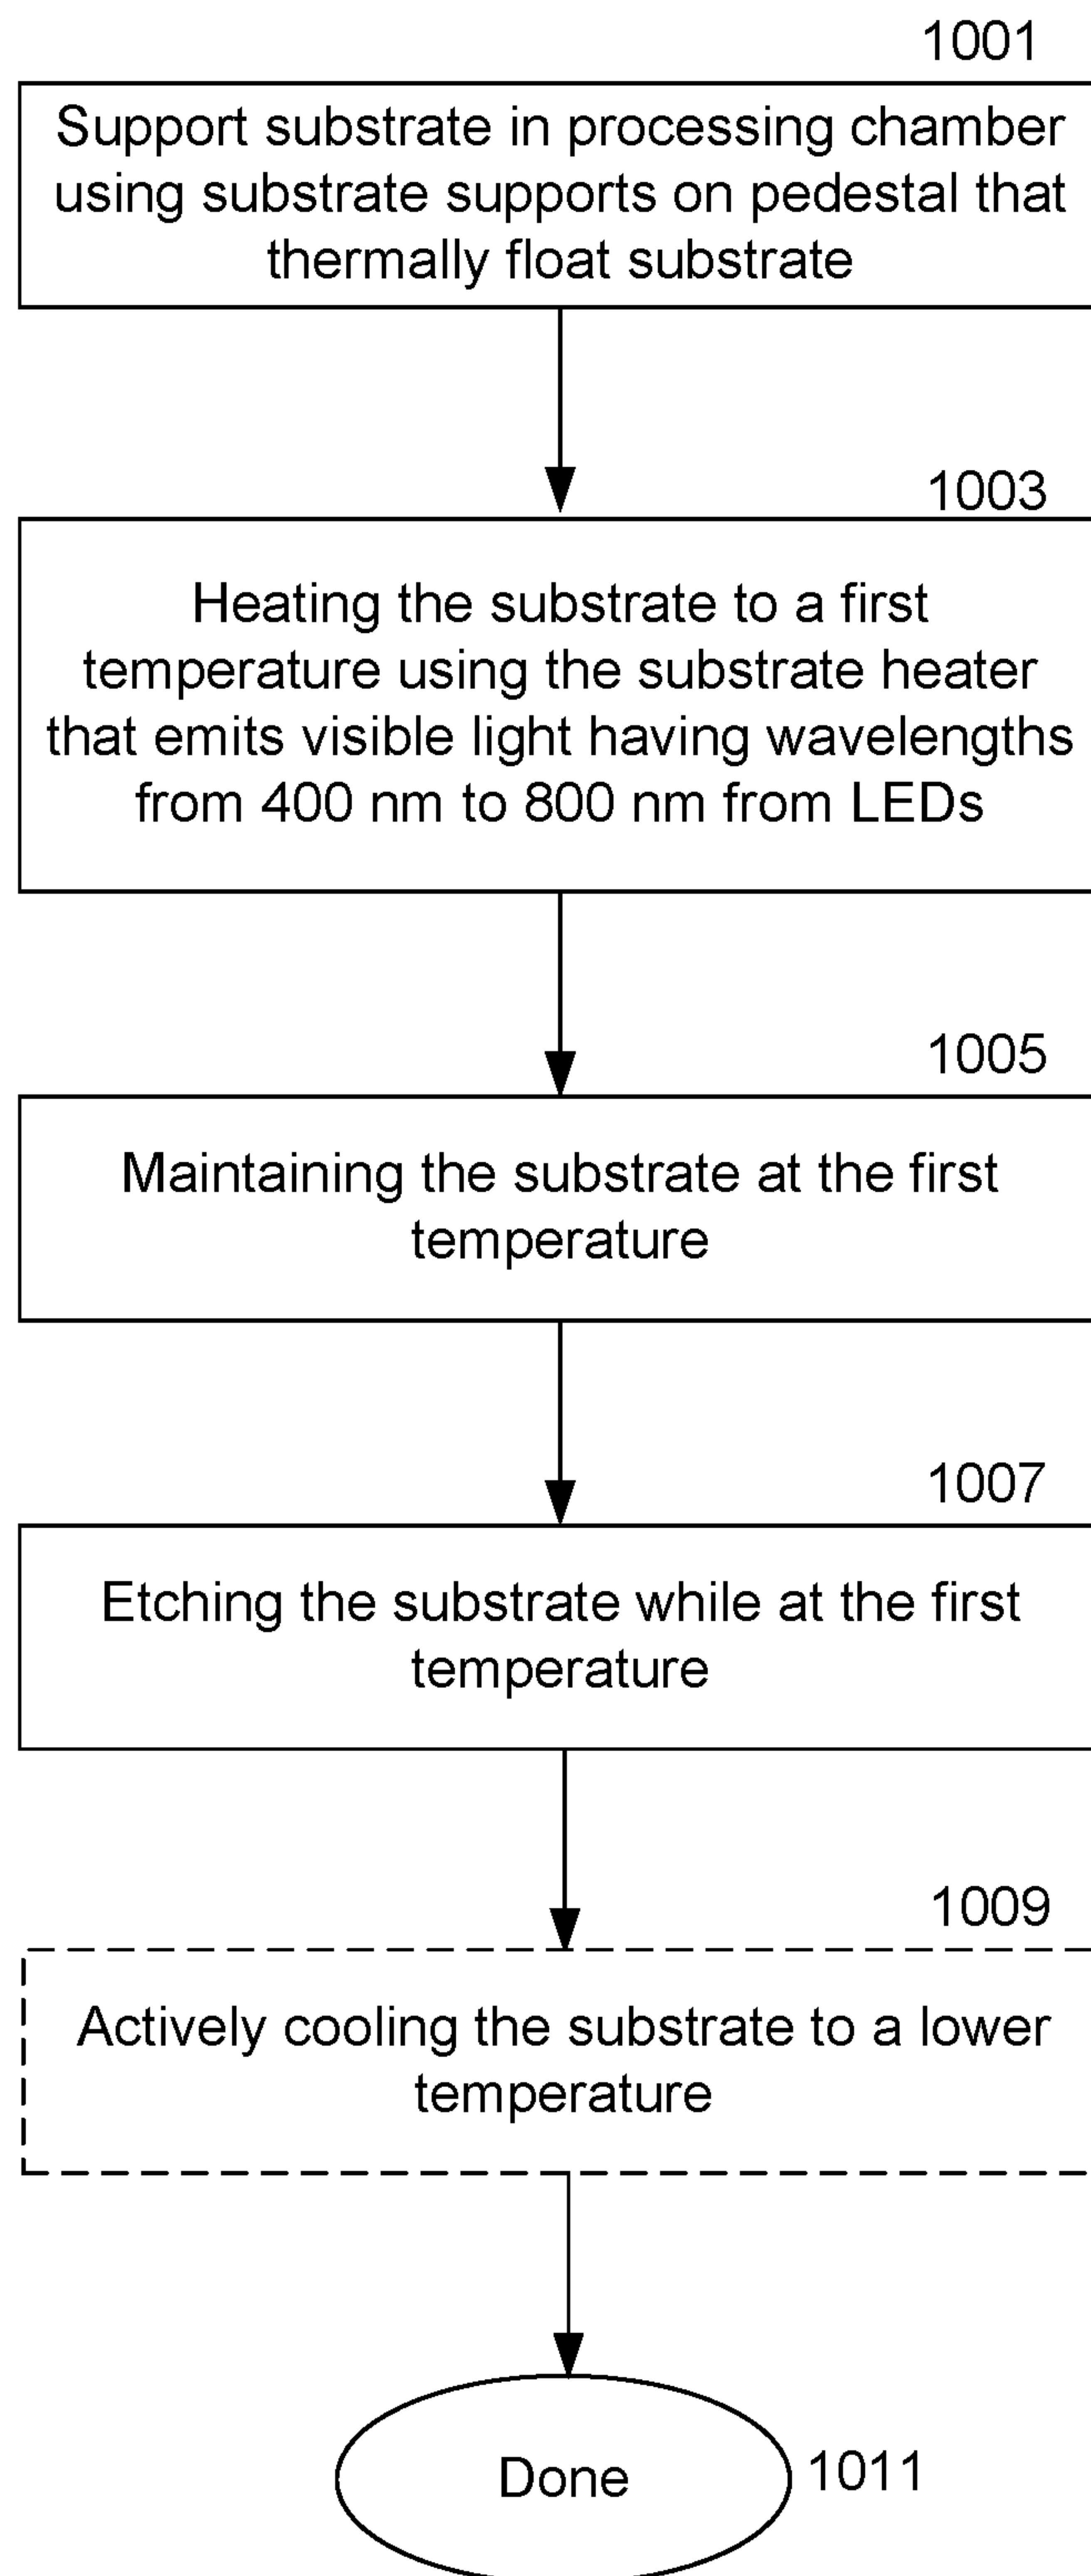 1001
Support substrate in processing chamber
using substrate supports on pedestal that
thermally float substrate
1003
Heating the substrate to a first
temperature using the substrate heater
that emits visible light having wavelengths
from 400 nm to 800 nm from LEDs
1005
Maintaining the substrate at the first
temperature
1007
Etching the substrate while at the first
temperature
1009
Actively cooling the substrate to a lower
temperature
Done
1011